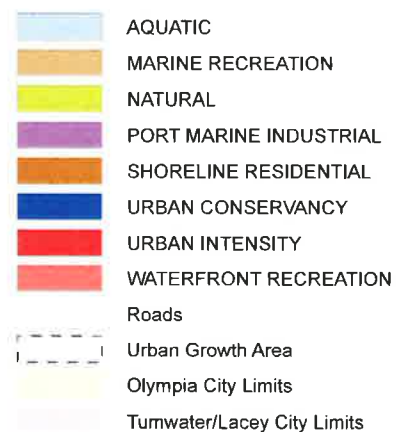 AQUATIC
MARINE RECREATION
NATURAL
PORT MARINE INDUSTRIAL
SHORELINE RESIDENTIAL
URBAN CONSERVANCY
URBAN INTENSITY
WATERFRONT RECREATION
Roads
Urban Growth Area
Olympia City Limits
Tumwater/Lacey City Limits